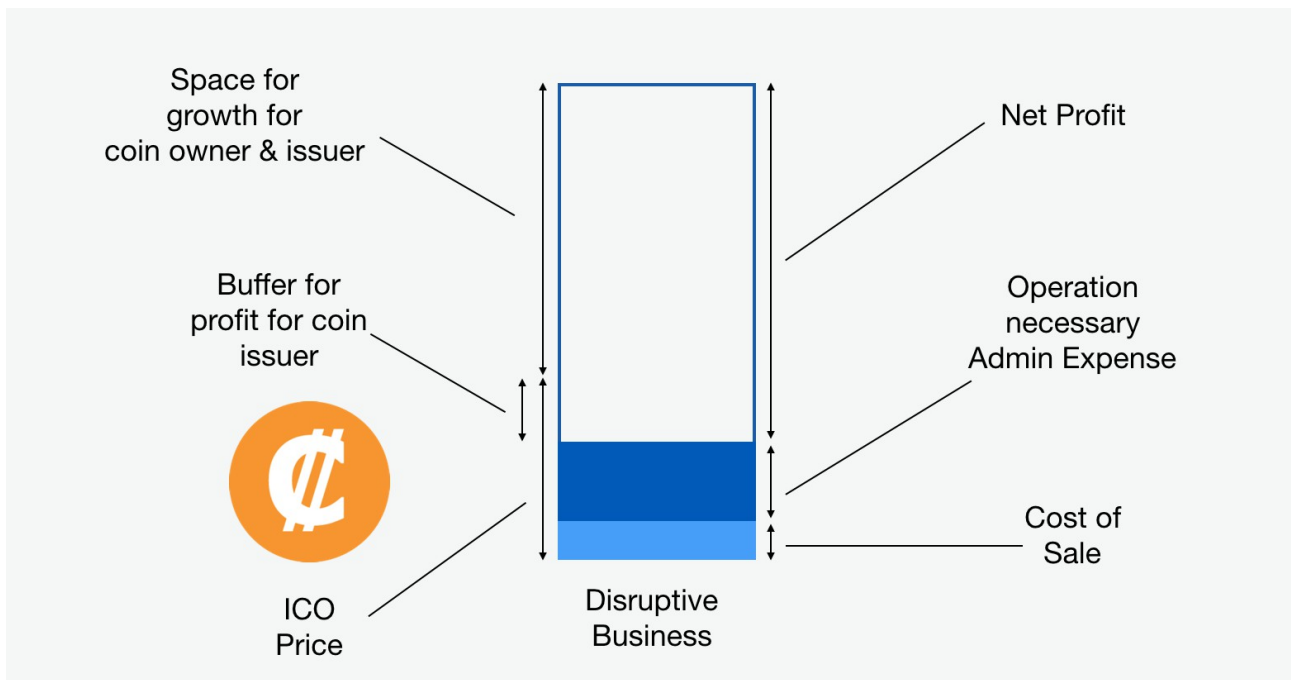 Space for
growth for
coin owner & issuer
Net Profit
Buffer for
profit for coin
issuer
Operation
necessary
Admin Expense
Cost of
Sale
ICO
Price
Disruptive
Business